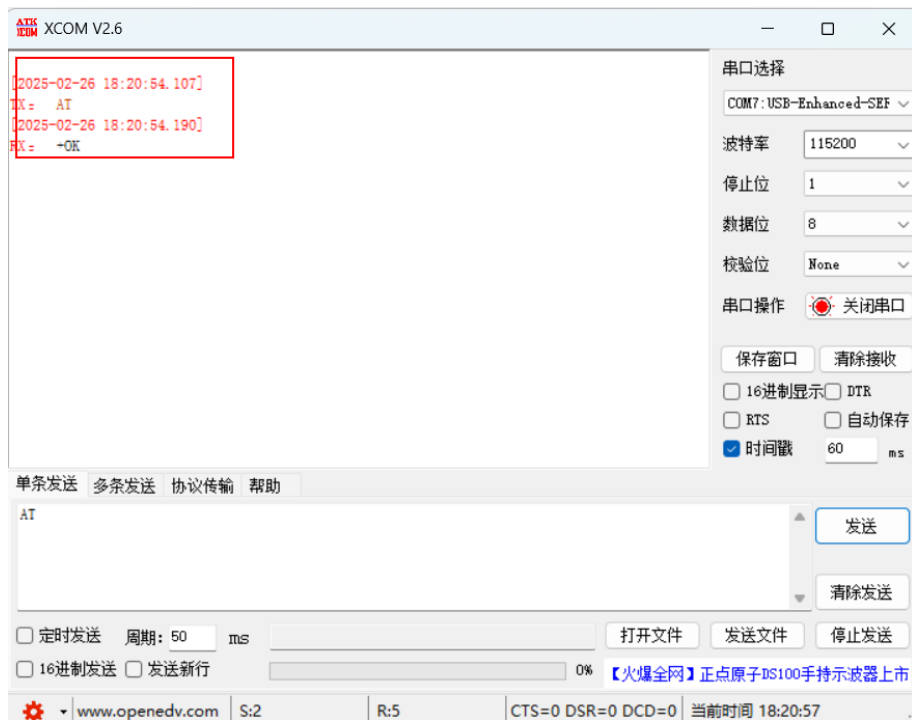 ATK XCOM XCOM V2.6
[2025-02-26 18:20:54.107]
TX: AT
[2025-02-26 18:20:54.190]
RX: +OK
串口选择
COM7:USB-Enhanced-SER
波特率 115200
停止位 1
数据位 8
校验位 None
串口操作 关闭串口
保存窗口 清除接收
16进制显示 DTR
RTS 自动保存
时间戳 60 ms
单条发送 多条发送 协议传输 帮助
AT
发送
清除发送
定时发送 周期: 50 ms 打开文件 发送文件 停止发送
16进制发送 发送新行 0% 【火爆全网】正点原子DS100手持示波器上市
www.openedv.com S:2 R:5 CTS=0 DSR=0 DCD=0 当前时间 18:20:57